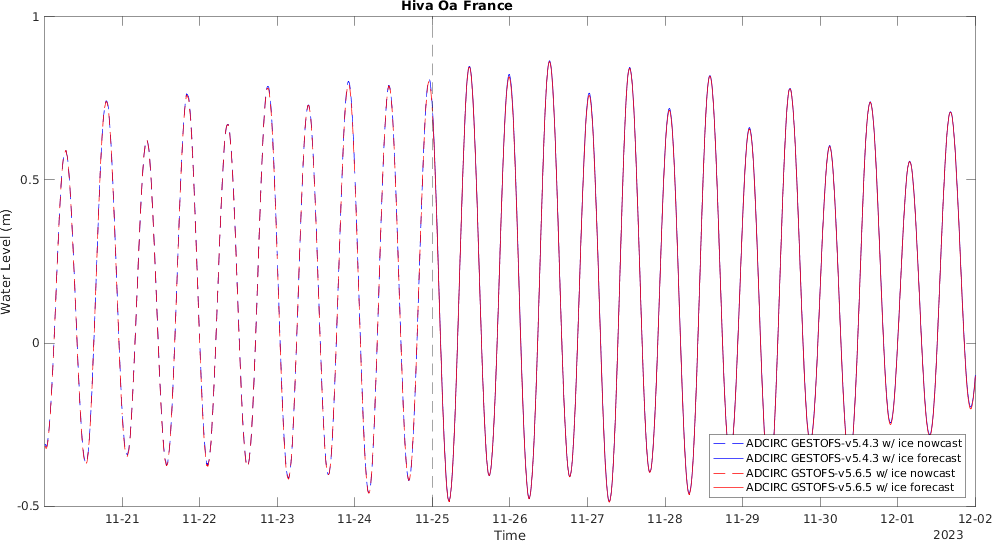 Hiva Oa France
1
0.5
0
-0.5
Water Level (m)
ADCIRC GESTOFS-v5.4.3 w/ ice nowcast
ADCIRC GESTOFS-v5.4.3 w/ ice forecast
ADCIRC GSTOFS-v5.6.5 w/ ice nowcast
ADCIRC GSTOFS-v5.6.5 w/ ice forecast
11-21 11-22 11-23 11-24 11-25 11-26 11-27 11-28 11-29 11-30 12-01 12-02
Time
2023